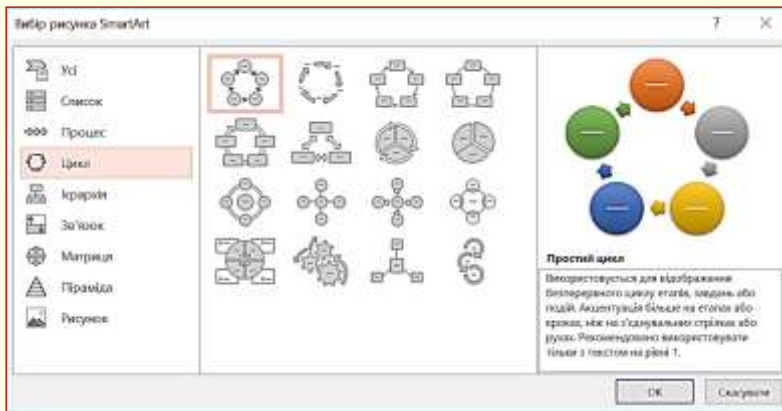 Вибір рисунка SmartArt
?
Усі
Список
Процес
Цикл
Ієрархія
Зв'язок
Матриця
Піраміда
Рисунок
Простий цикл
Використовується для відображення
безперервного циклу етапів, завдань або
подій. Акцентуація більше на етапах або
кроках, ніж на з'єднувальних стрілках або
рухах. Рекомендовано використовувати
тільки з текстом на рівні 1.
ОК
Скасувати